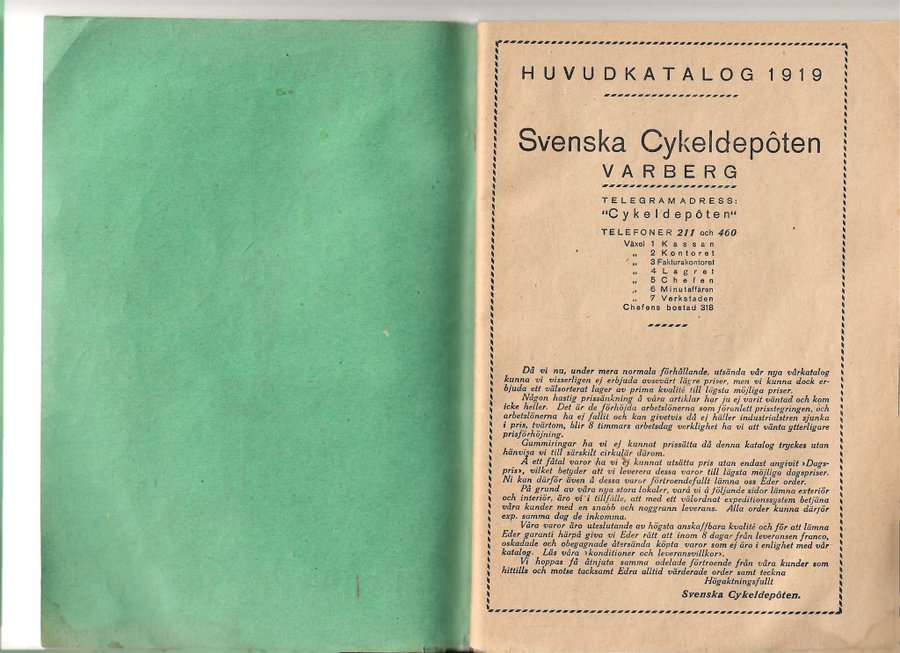 HUVUDKATALOG 1919
Svenska Cykeldepôten
VARBERG
TELEGRAMADRESS:
"Cykeldepôten"
TELEFONER 211 och 460
Växel 1 Kassan
„ 2 Kontoret
„ 3 Fakturakontoret
„ 4 Lagret
„ 5 Chefen
„ 6 Minutaffären
„ 7 Verkstaden
Chefens bostad 318
Då vi nu, under mera normala förhållande, utsända vår nya vårkatalog
kunna vi visserligen ej erbjuda avsevärt lägre priser, men vi kunna dock er-
bjuda ett välsorterat lager av prima kvalité till lägsta möjliga priser.
Någon hastig prissänkning å våra artiklar har ju ej varit väntad och kom
icke heller. Det är de förhöjda arbetslönerna som föranlett prisstegringen, och
arbetslönerna ha ej fallit och kan givetvis då ej häller industrialstren sjunka
i pris, tvärtom, blir 8 timmars arbetsdag verklighet ha vi att vänta ytterligare
prisförhöjning.
Gummiringar ha vi ej kunnat prissätta då denna katalog tryckes utan
hänvisa vi till särskilt cirkulär därom.
Å ett fåtal varor ha vi ej kunnat utsätta pris utan endast angivit »Dags-
pris», vilket betyder att vi leverera dessa varor till lägsta möjliga dagspriser.
Ni kan därför även å dessa varor förtroendefullt lämna oss Eder order.
På grund av våra nya stora lokaler, varå vi å följande sidor lämna exteriör
och interiör, äro vi i tillfälle, att med ett välordnat expeditionssystem betjäna
våra kunder med en snabb och noggrann leverans. Alla order kunna därför
exp. samma dag de inkomma.
Våra varor äro uteslutande av högsta anskaffbara kvalité och för att lämna
Eder garanti härpå giva vi Eder rätt att inom 8 dagar från leveransen franco,
oskadade och obegagnade återsända köpta varor som ej äro i enlighet med vår
katalog. Läs våra »konditioner och leveransvillkor».
Vi hoppas få åtnjuta samma odelade förtroende från våra kunder som
hittills och motse tacksamt Edra alltid värderade order samt teckna
Högaktningsfullt
Svenska Cykeldepôten.